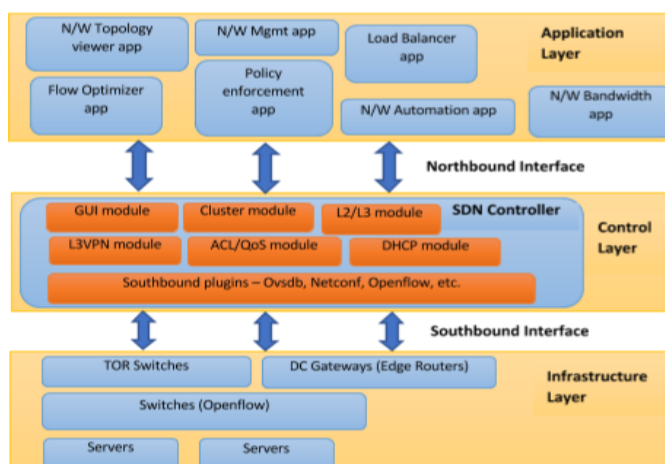 N/W Topology
viewer app
N/W Mgmt app
Load Balancer
app
Application
Layer
Flow Optimizer
app
Policy
enforcement
app
N/W Automation app
N/W Bandwidth
app
Northbound Interface
GUI module
Cluster module
L2/L3 module
SDN Controller
Control
Layer
L3VPN module
ACL/QoS module
DHCP module
Southbound plugins – Ovsdb, Netconf, Openflow, etc.
Southbound Interface
TOR Switches
DC Gateways (Edge Routers)
Infrastructure
Layer
Switches (Openflow)
Servers
Servers